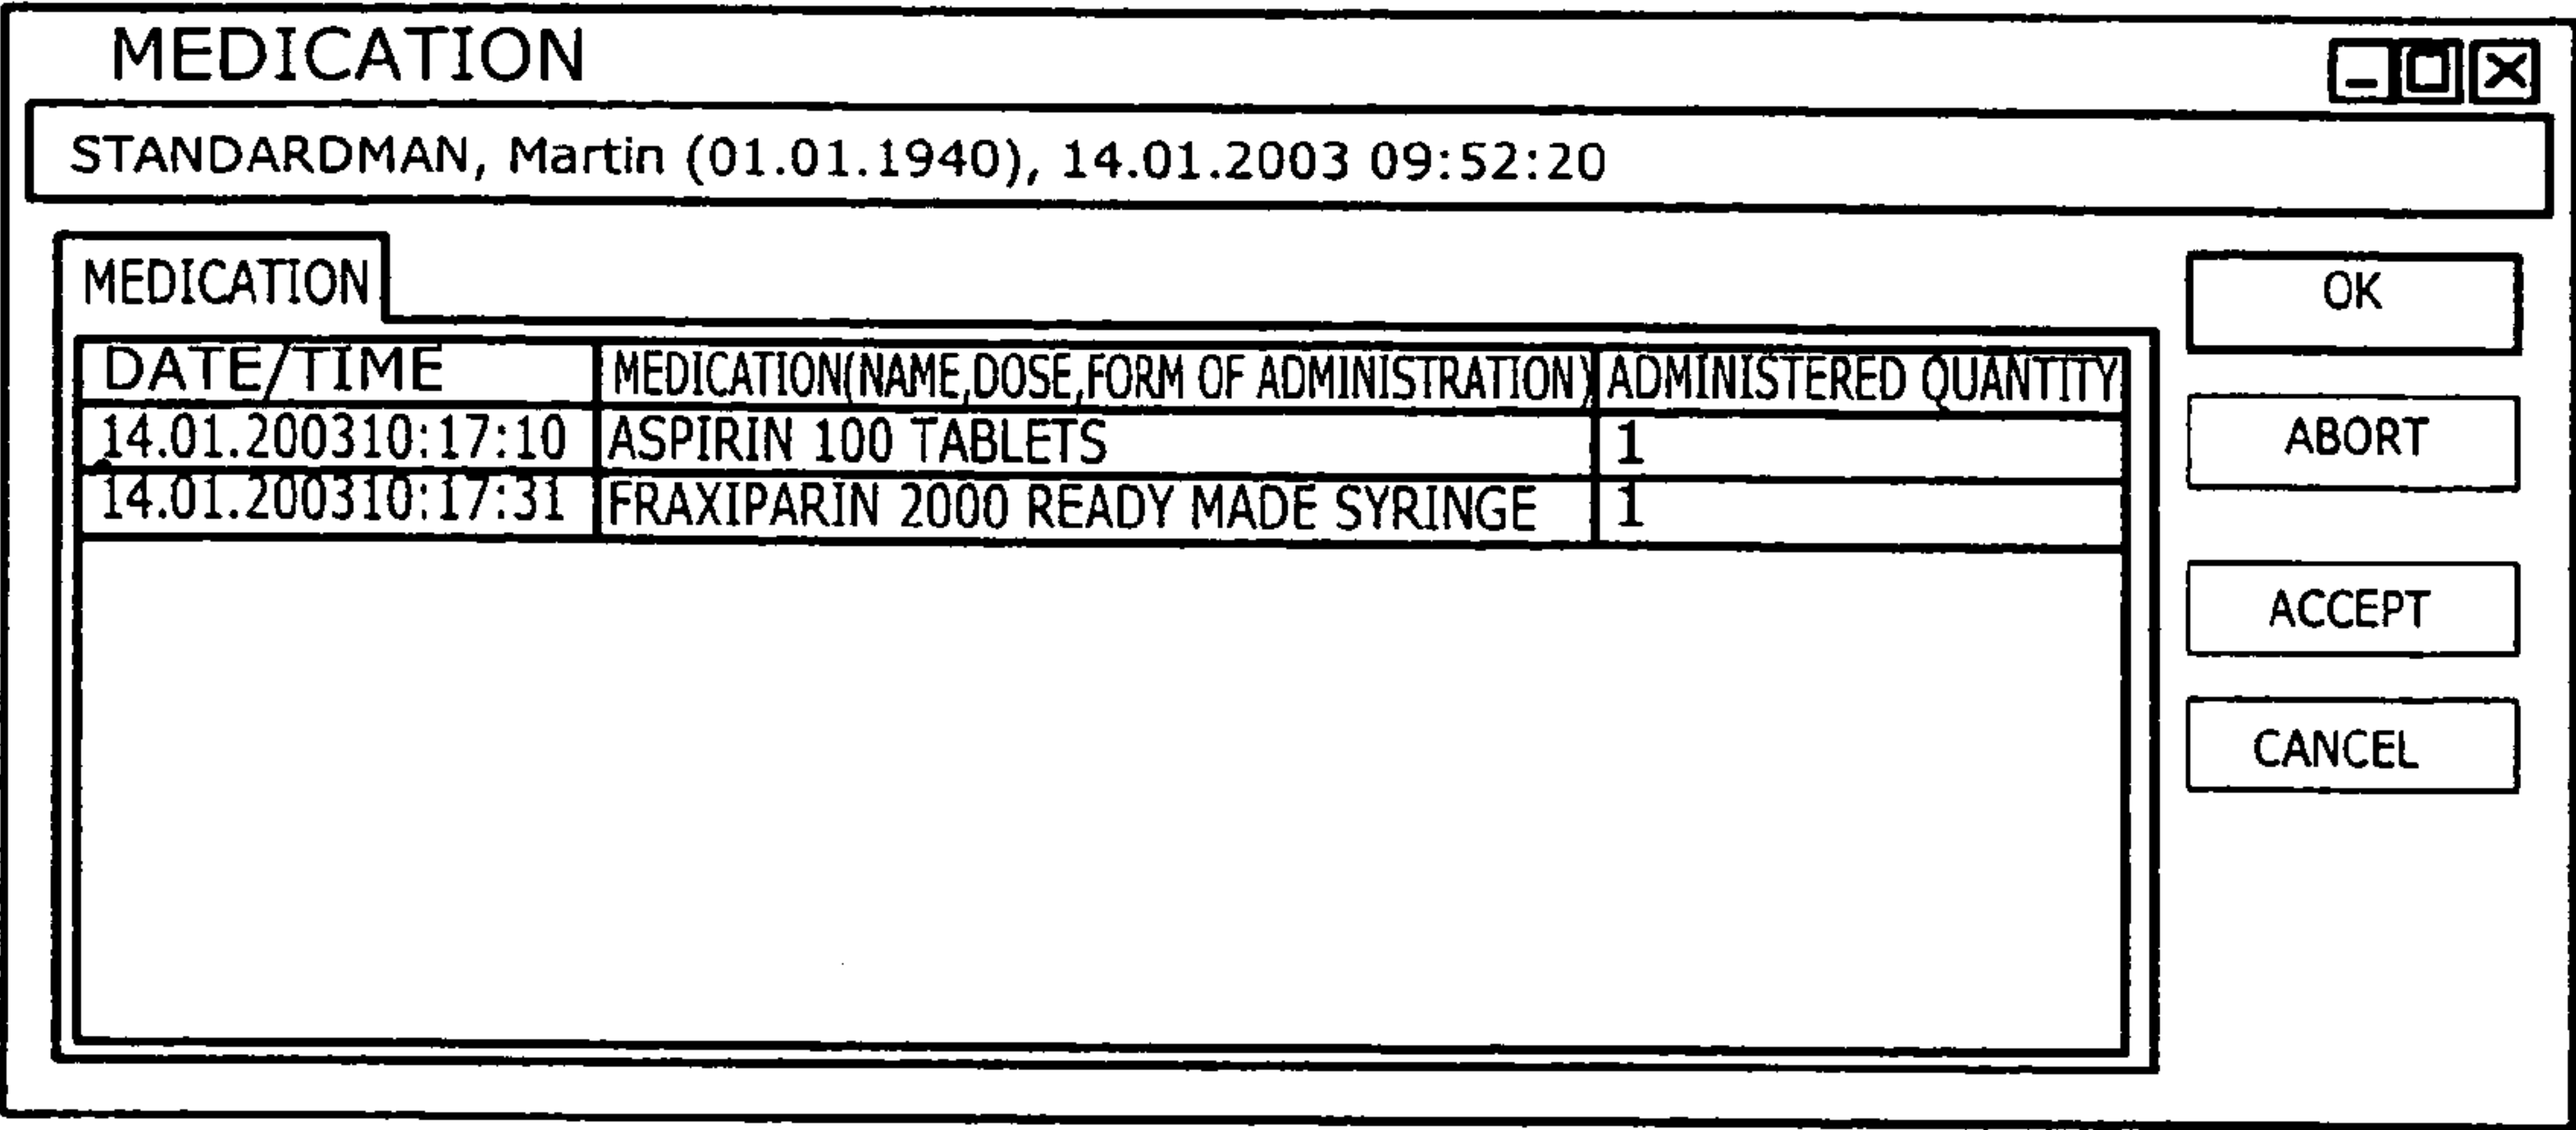 MEDICATION
STANDARDMAN, Martin (01.01.1940), 14.01.2003 09:52:20
MEDICATION
DATE/TIME MEDICATION(NAME,DOSE,FORM OF ADMINISTRATION) ADMINISTERED QUANTITY
14.01.200310:17:10 ASPIRIN 100 TABLETS 1
14.01.200310:17:31 FRAXIPARIN 2000 READY MADE SYRINGE 1
OK
ABORT
ACCEPT
CANCEL